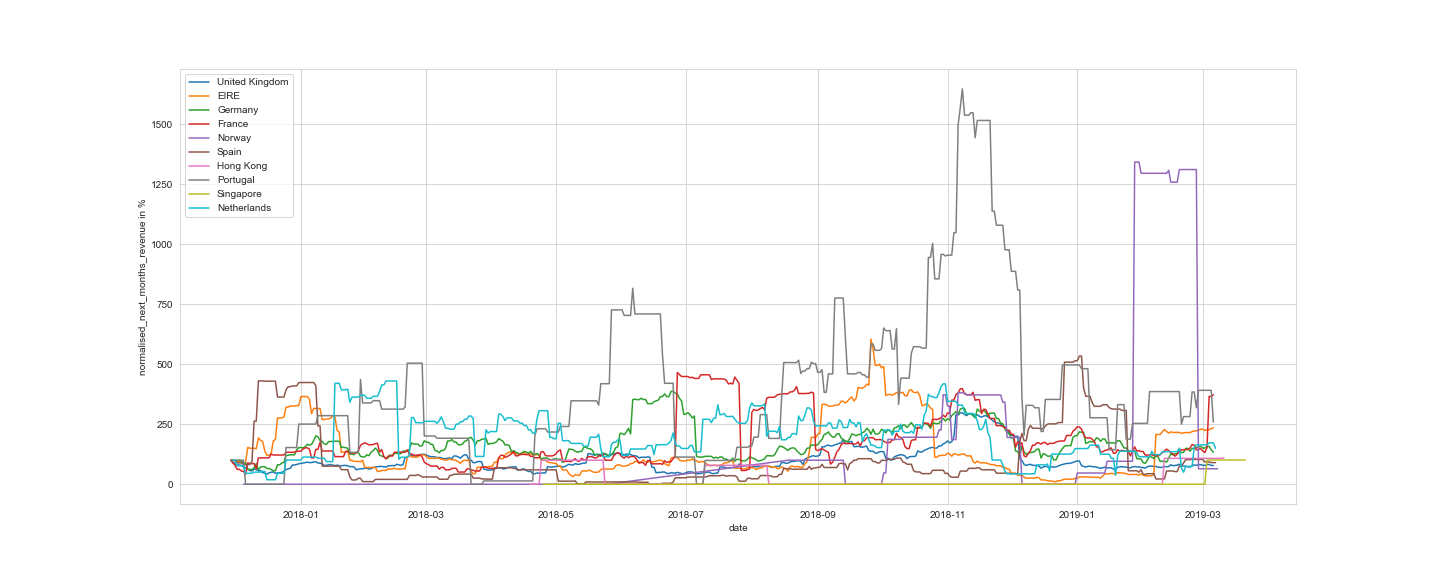 United Kingdom
EIRE
Germany
France
Norway
Spain
Hong Kong
Portugal
Singapore
Netherlands
normalised_next_months_revenue in %
1500
1250
1000
750
500
250
0
2018-01
2018-03
2018-05
2018-07
2018-09
2018-11
2019-01
2019-03
date